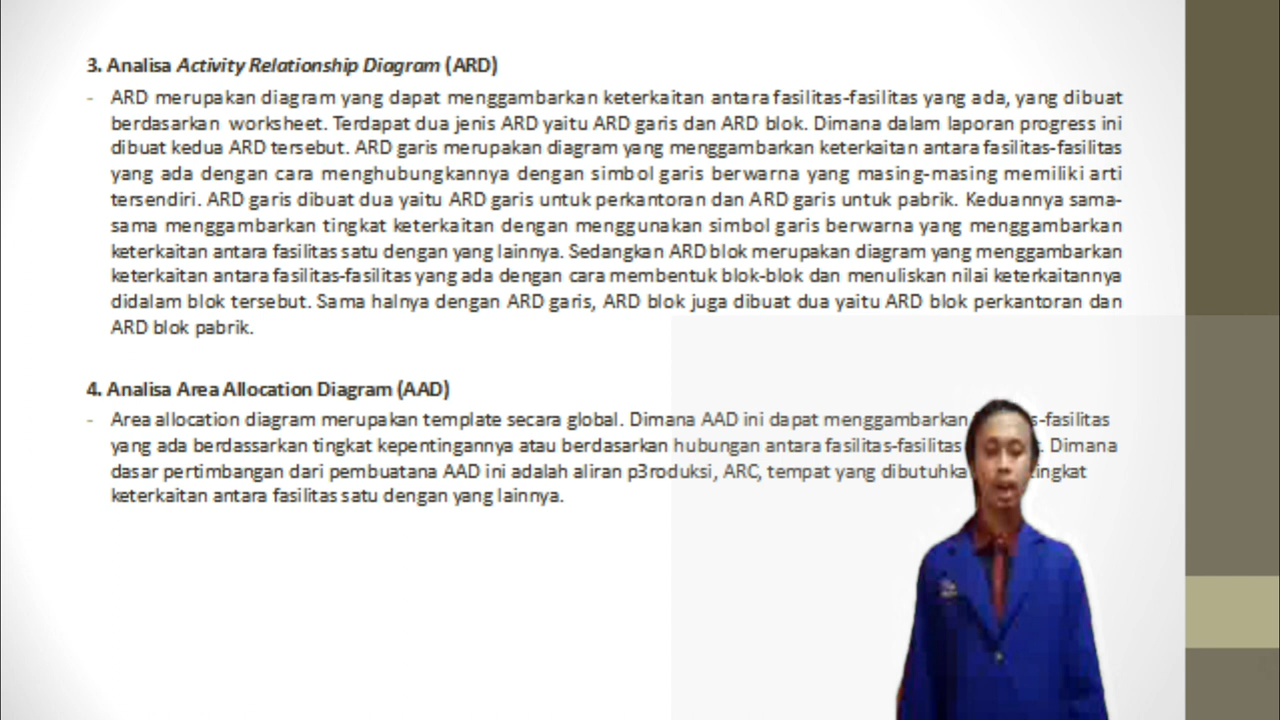 3. Analisa Activity Relationship Diagram (ARD)
- ARD merupakan diagram yang dapat menggambarkan keterkaitan antara fasilitas-fasilitas yang ada, yang dibuat
berdasarkan worksheet. Terdapat dua jenis ARD yaitu ARD garis dan ARD blok. Dimana dalam laporan progress ini
dibuat kedua ARD tersebut. ARD garis merupakan diagram yang menggambarkan keterkaitan antara fasilitas-fasilitas
yang ada dengan cara menghubungkannya dengan simbol garis berwarna yang masing-masing memiliki arti
tersendiri. ARD garis dibuat dua yaitu ARD garis untuk perkantoran dan ARD garis untuk pabrik. Keduannya sama-
sama menggambarkan tingkat keterkaitan dengan menggunakan simbol garis berwarna yang menggambarkan
keterkaitan antara fasilitas satu dengan yang lainnya. Sedangkan ARD blok merupakan diagram yang menggambarkan
keterkaitan antara fasilitas-fasilitas yang ada dengan cara membentuk blok-blok dan menuliskan nilai keterkaitannya
didalam blok tersebut. Sama halnya dengan ARD garis, ARD blok juga dibuat dua yaitu ARD blok perkantoran dan
ARD blok pabrik.
4. Analisa Area Allocation Diagram (AAD)
- Area allocation diagram merupakan template secara global. Dimana AAD ini dapat menggambarkan s-fasilitas
yang ada berdassarkan tingkat kepentingannya atau berdasarkan hubungan antara fasilitas-fasilitas . Dimana
dasar pertimbangan dari pembuatana AAD ini adalah aliran p3roduksi, ARC, tempat yang dibutuhka ingkat
keterkaitan antara fasilitas satu dengan yang lainnya.